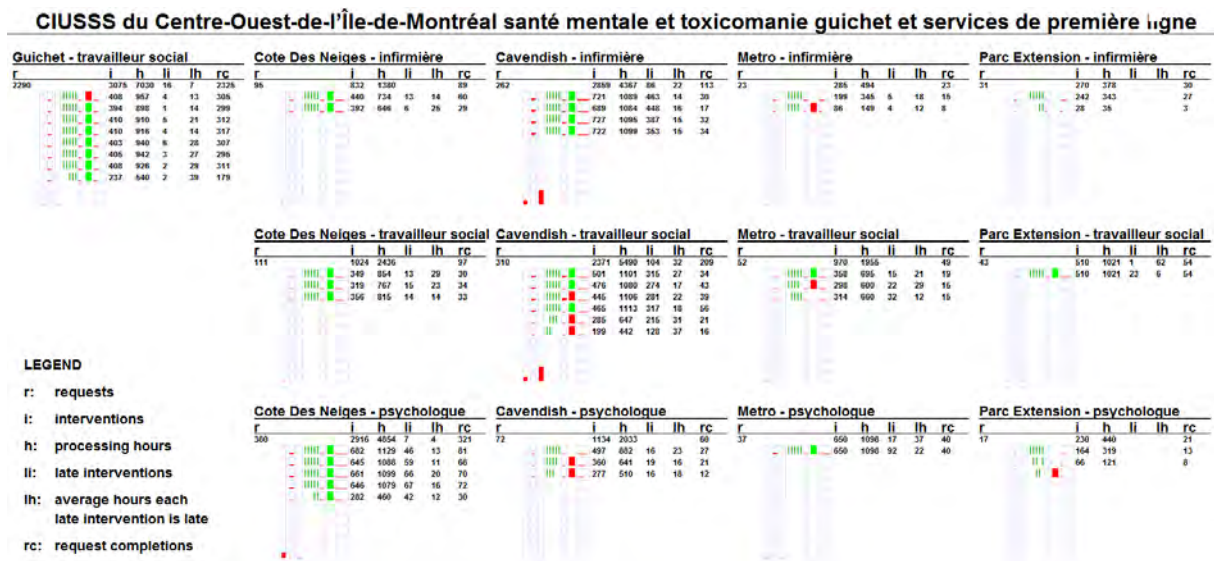 CIUSSS du Centre-Ouest-de-l'Île-de-Montréal santé mentale et toxicomanie guichet et services de première ligne
Guichet - travailleur social
r i h li lh rc
2290 3075 7030 16 7 2325
408 957 4 13 305
394 898 1 14 299
410 910 5 21 312
410 916 4 14 317
403 940 28 307
405 942 3 27 295
408 926 2 29 311
237 540 2 39 179
Cote Des Neiges - infirmière
r i h li lh rc
95 832 1380 89
440 734 13 14 60
392 646 6 25 29
Cavendish - infirmière
r i h li lh rc
262 2859 4367 86 22 113
721 1089 463 14 30
689 1084 448 16 17
727 1095 387 15 32
722 1099 353 15 34
Metro - infirmière
r i h li lh rc
23 285 494 23
199 345 5 18 15
86 149 4 12 8
Parc Extension - infirmière
r i h li lh rc
31 270 378 30
242 343 27
28 35 3
Cote Des Neiges - travailleur social
r i h li lh rc
111 1024 2436 97
349 854 13 29 30
319 767 15 23 34
356 815 14 14 33
Cavendish - travailleur social
r i h li lh rc
310 2371 5490 104 32 209
501 1101 315 27 34
476 1080 274 17 43
445 1106 281 22 39
465 1113 317 18 56
285 647 215 31 21
199 442 128 37 16
Metro - travailleur social
r i h li lh rc
52 970 1955 49
358 695 15 21 19
298 600 22 29 15
314 660 32 12 15
Parc Extension - travailleur social
r i h li lh rc
43 510 1021 1 62 54
510 1021 23 6 54
LEGEND
r: requests
i: interventions
h: processing hours
li: late interventions
lh: average hours each
late intervention is late
rc: request completions
Cote Des Neiges - psychologue
r i h li lh rc
300 2916 4854 7 4 321
682 1129 46 13 81
645 1088 59 11 68
661 1099 66 20 70
646 1079 67 16 72
282 460 42 12 30
Cavendish - psychologue
r i h li lh rc
72 1134 2033 60
497 882 16 23 27
360 641 19 16 21
277 510 16 18 12
Metro - psychologue
r i h li lh rc
37 650 1098 17 37 40
650 1098 92 22 40
Parc Extension - psychologue
r i h li lh rc
17 230 440 21
164 319 13
66 121 8